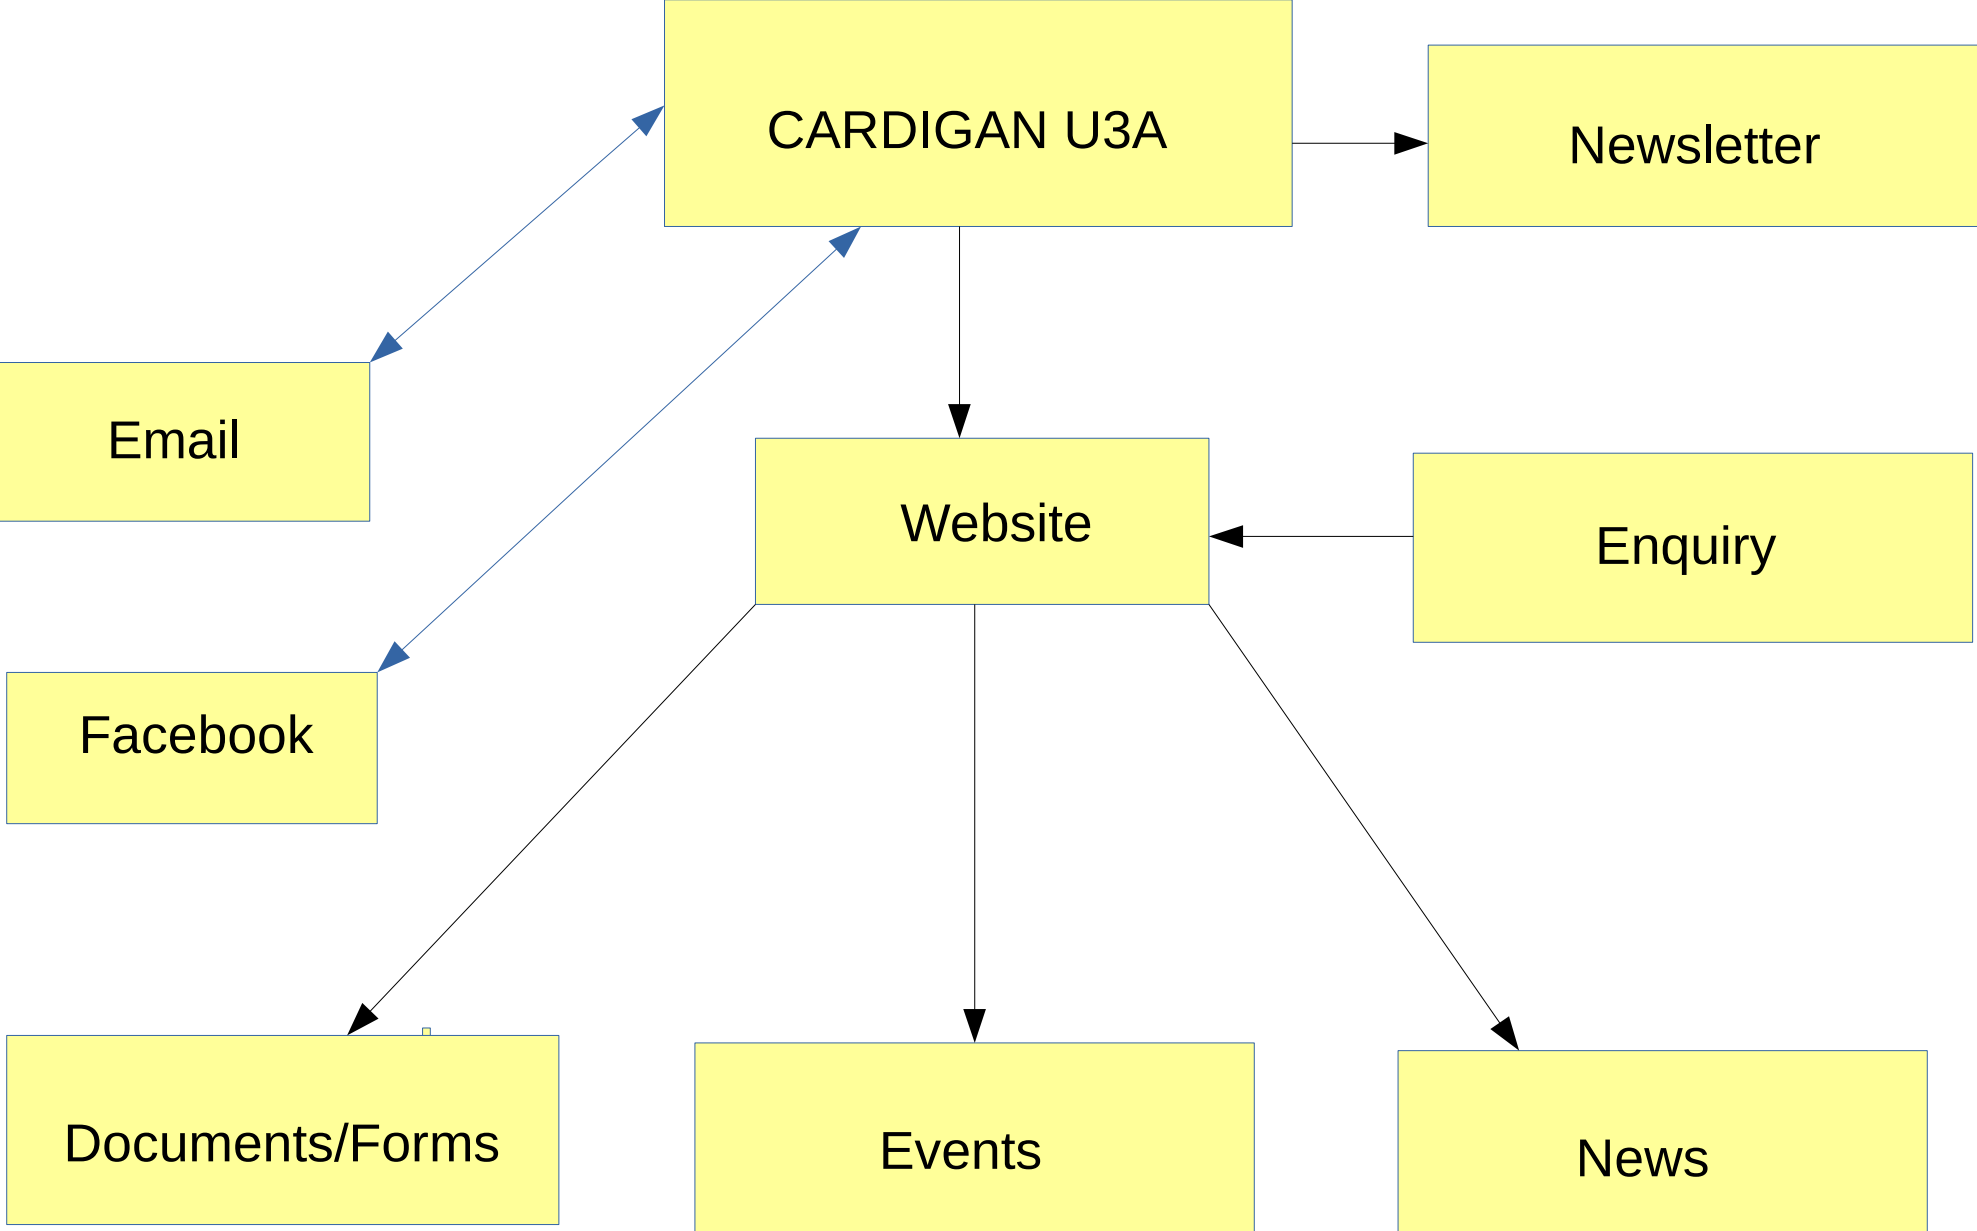 CARDIGAN U3A
Newsletter
Email
Website
Enquiry
Facebook
Documents/Forms
Events
News